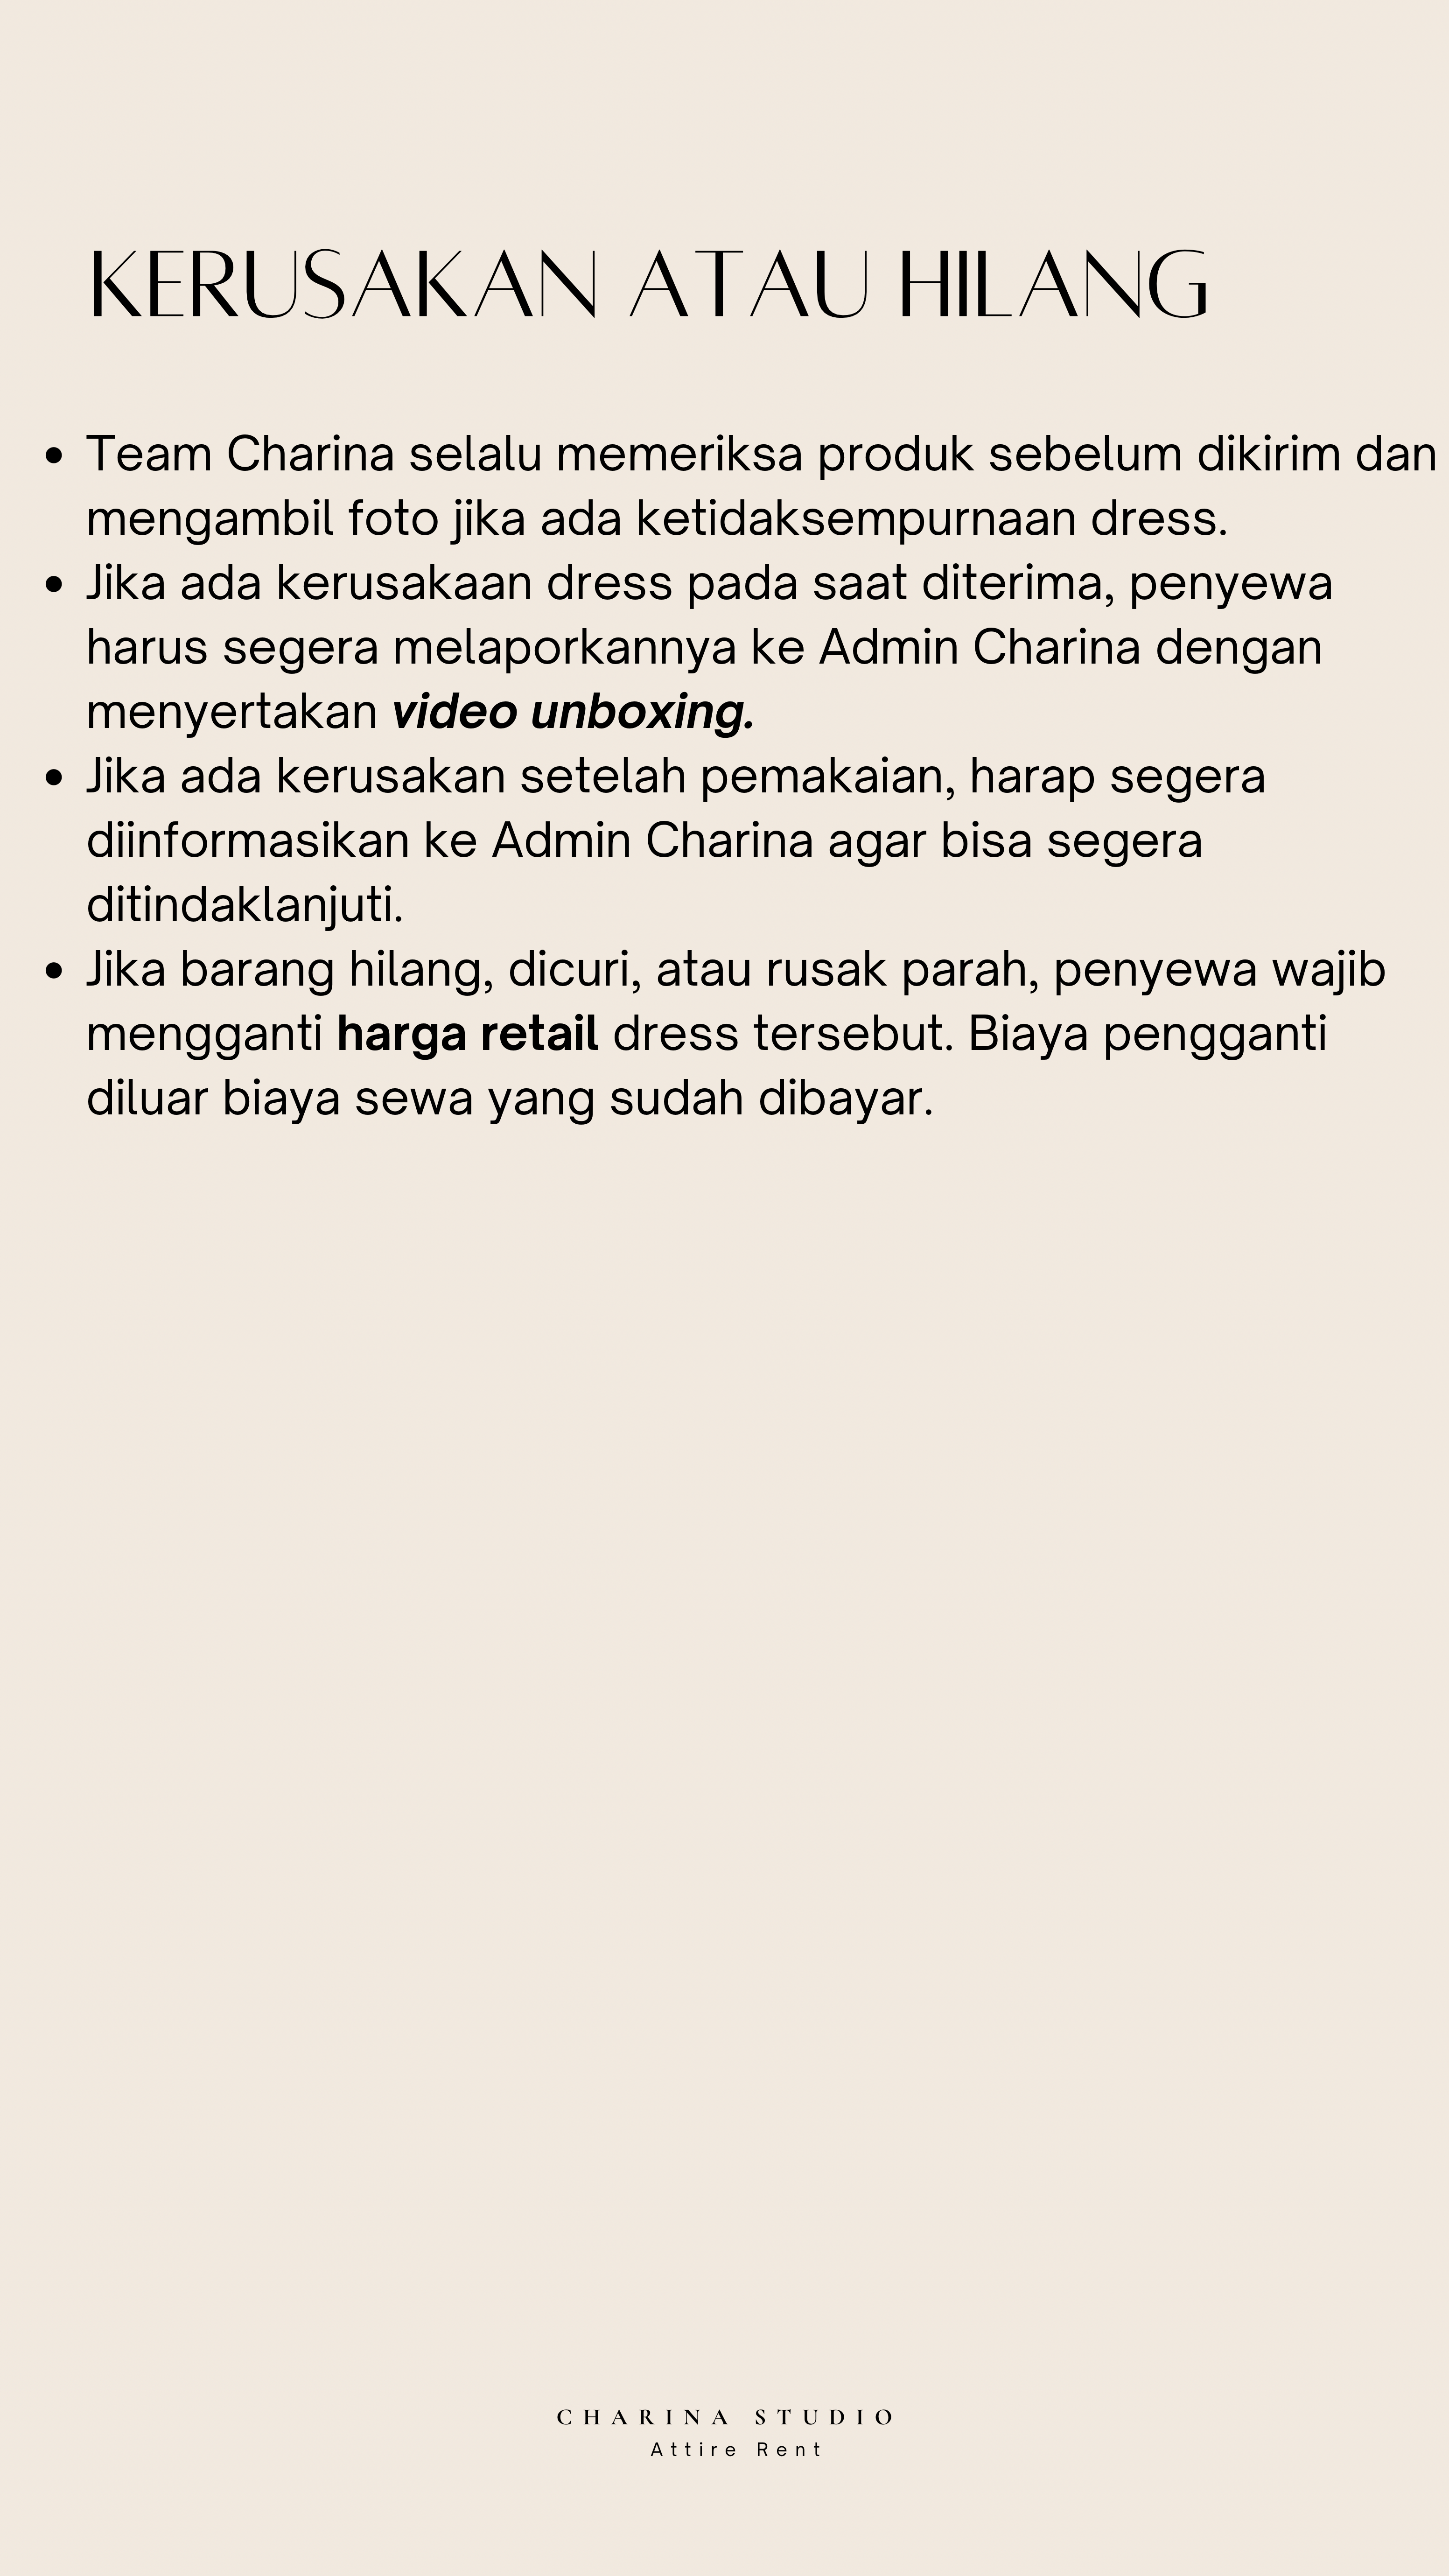 KERUSAKAN ATAU HILANG
• Team Charina selalu memeriksa produk sebelum dikirim dan
mengambil foto jika ada ketidaksempurnaan dress.
• Jika ada kerusakaan dress pada saat diterima, penyewa
harus segera melaporkannya ke Admin Charina dengan
menyertakan video unboxing.
• Jika ada kerusakan setelah pemakaian, harap segera
diinformasikan ke Admin Charina agar bisa segera
ditindaklanjuti.
• Jika barang hilang, dicuri, atau rusak parah, penyewa wajib
mengganti harga retail dress tersebut. Biaya pengganti
diluar biaya sewa yang sudah dibayar.
CHARINA STUDIO
Attire Rent